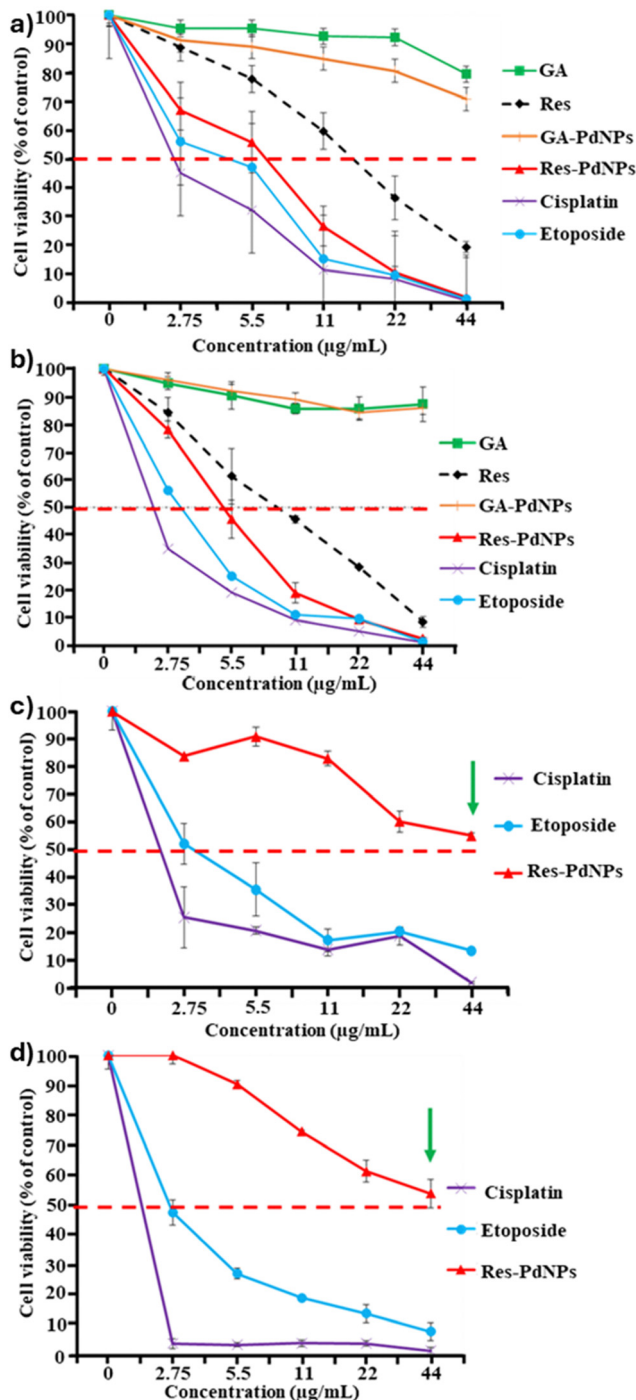 a)
Cell viability (% of control)
100
90
80
70
60
50
40
30
20
10
0
0 2.75 5.5 11 22 44
Concentration (µg/mL)
GA
Res
GA-PdNPs
Res-PdNPs
Cisplatin
Etoposide
b)
Cell viability (% of control)
100
90
80
70
60
50
40
30
20
10
0
0 2.75 5.5 11 22 44
Concentration (µg/mL)
GA
Res
GA-PdNPs
Res-PdNPs
Cisplatin
Etoposide
c)
Cell viability (% of control)
100
90
80
70
60
50
40
30
20
10
0
0 2.75 5.5 11 22 44
Concentration (µg/mL)
Cisplatin
Etoposide
Res-PdNPs
d)
Cell viability (% of control)
100
90
80
70
60
50
40
30
20
10
0
0 2.75 5.5 11 22 44
Concentration (µg/mL)
Cisplatin
Etoposide
Res-PdNPs